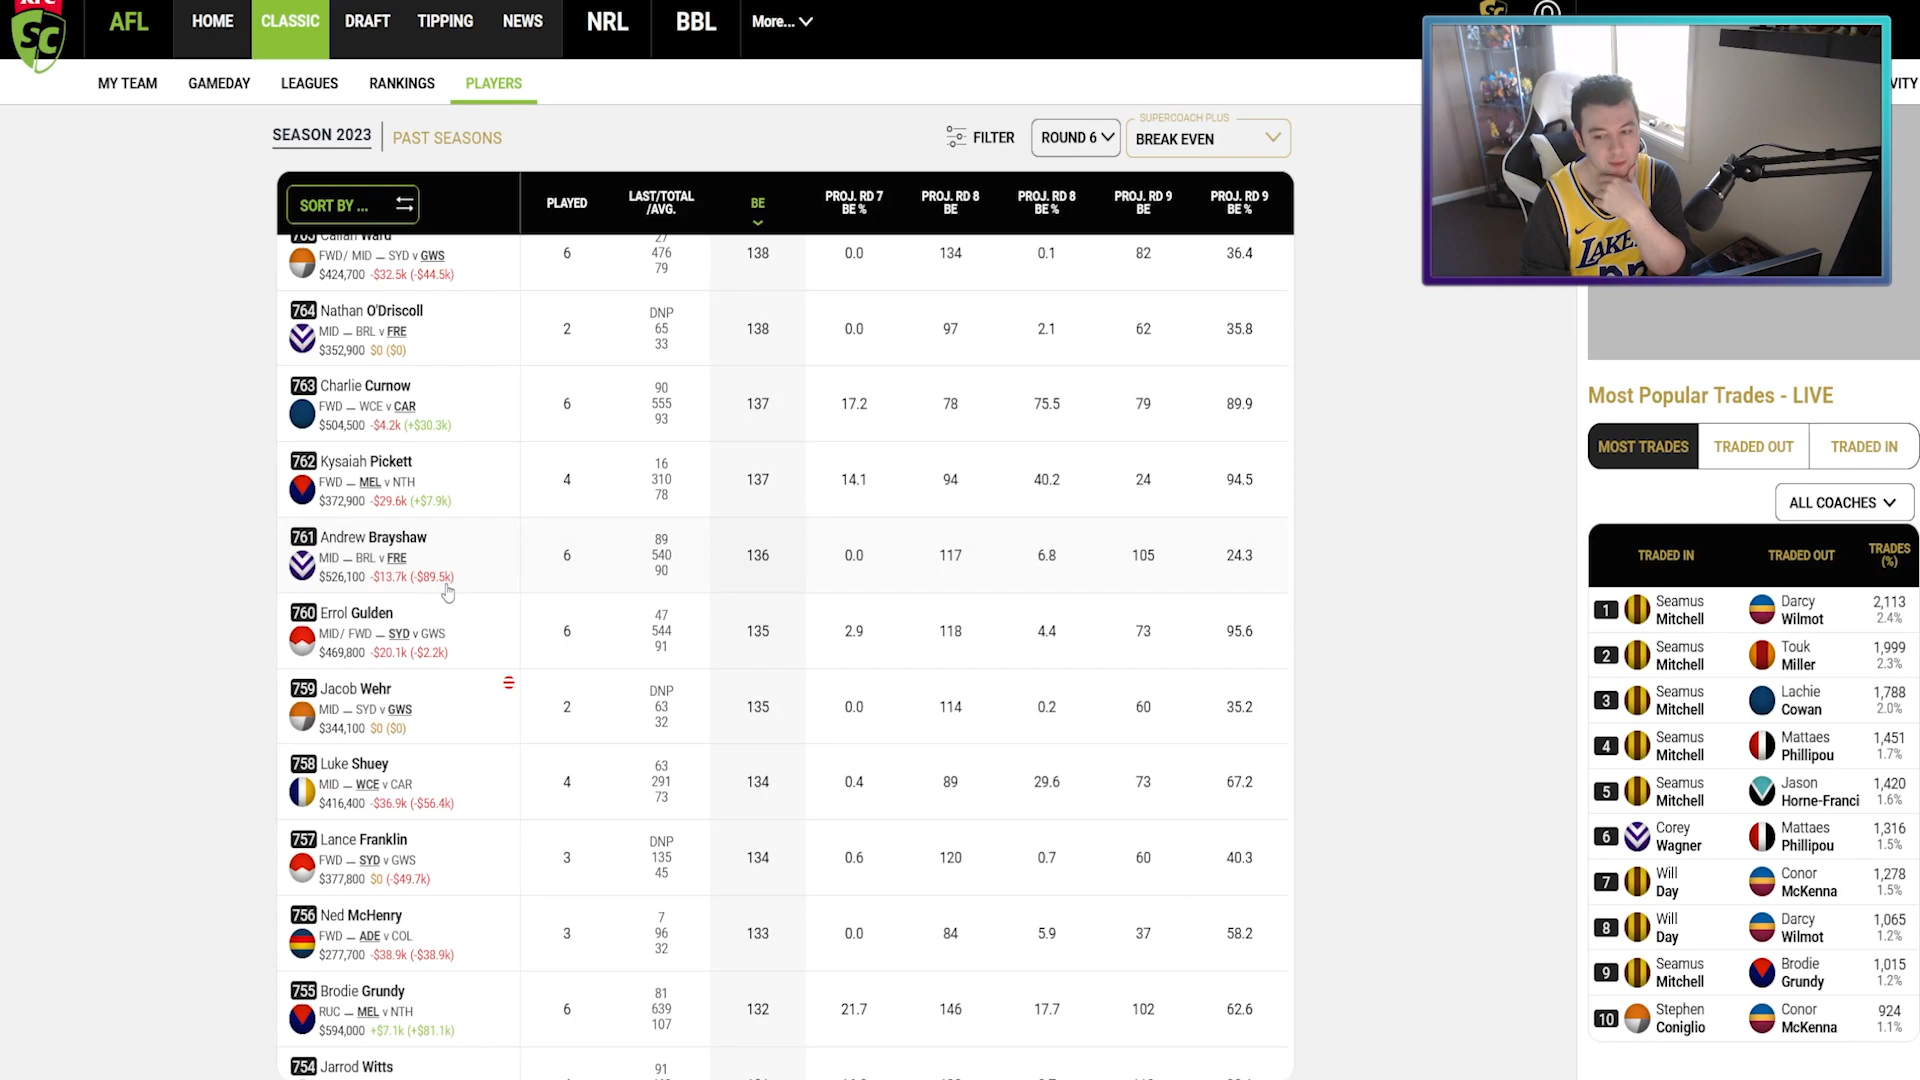 KFC
SC
AFL
HOME
CLASSIC
DRAFT
TIPPING
NEWS
NRL
BBL
More...
SC
MY TEAM
GAMEDAY
LEAGUES
RANKINGS
PLAYERS
VITY
SEASON 2023
PAST SEASONS
FILTER
ROUND 6
SUPERCOACH PLUS
BREAK EVEN
SORT BY ...
PLAYED
LAST/TOTAL
/AVG.
BE
PROJ. RD 7
BE %
PROJ. RD 8
BE
PROJ. RD 8
BE %
PROJ. RD 9
BE
PROJ. RD 9
BE %
765 Callan Ward
FWD/ MID – SYD v GWS
$424,700 -$32.5k (-$44.5k)
6
27
476
79
138
0.0
134
0.1
82
36.4
764 Nathan O'Driscoll
MID – BRL v FRE
$352,900 $0 ($0)
2
DNP
65
33
138
0.0
97
2.1
62
35.8
763 Charlie Curnow
FWD – WCE v CAR
$504,500 -$4.2k (+$30.3k)
6
90
555
93
137
17.2
78
75.5
79
89.9
762 Kysaiah Pickett
FWD – MEL v NTH
$372,900 -$29.6k (+$7.9k)
4
16
310
78
137
14.1
94
40.2
24
94.5
761 Andrew Brayshaw
MID – BRL v FRE
$526,100 -$13.7k (-$89.5k)
6
89
540
90
136
0.0
117
6.8
105
24.3
760 Errol Gulden
MID/ FWD – SYD v GWS
$469,800 -$20.1k (-$2.2k)
6
47
544
91
135
2.9
118
4.4
73
95.6
759 Jacob Wehr
MID – SYD v GWS
$344,100 $0 ($0)
2
DNP
63
32
135
0.0
114
0.2
60
35.2
758 Luke Shuey
MID – WCE v CAR
$416,400 -$36.9k (-$56.4k)
4
63
291
73
134
0.4
89
29.6
73
67.2
757 Lance Franklin
FWD – SYD v GWS
$377,800 $0 (-$49.7k)
3
DNP
135
45
134
0.6
120
0.7
60
40.3
756 Ned McHenry
FWD – ADE v COL
$277,700 -$38.9k (-$38.9k)
3
7
96
32
133
0.0
84
5.9
37
58.2
755 Brodie Grundy
RUC – MEL v NTH
$594,000 +$7.1k (+$81.1k)
6
81
639
107
132
21.7
146
17.7
102
62.6
754 Jarrod Witts
91
LAKE
Most Popular Trades - LIVE
MOST TRADES
TRADED OUT
TRADED IN
ALL COACHES
TRADED IN
TRADED OUT
TRADES
(%)
1 Seamus Mitchell Darcy Wilmot 2,113 2.4%
2 Seamus Mitchell Touk Miller 1,999 2.3%
3 Seamus Mitchell Lachie Cowan 1,788 2.0%
4 Seamus Mitchell Mattaes Phillipou 1,451 1.7%
5 Seamus Mitchell Jason Horne-Franci 1,420 1.6%
6 Corey Wagner Mattaes Phillipou 1,316 1.5%
7 Will Day Conor McKenna 1,278 1.5%
8 Will Day Darcy Wilmot 1,065 1.2%
9 Seamus Mitchell Brodie Grundy 1,015 1.2%
10 Stephen Coniglio Conor McKenna 924 1.1%